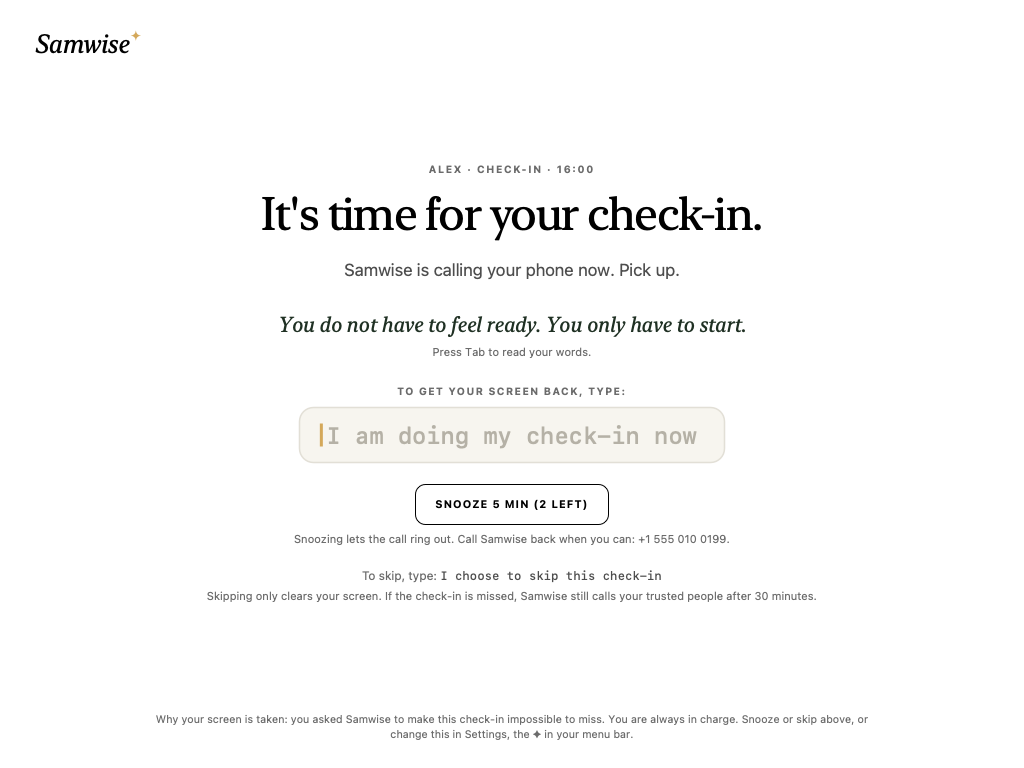 Samwise✦
ALEX · CHECK-IN · 16:00
It's time for your check-in.
Samwise is calling your phone now. Pick up.
You do not have to feel ready. You only have to start.
Press Tab to read your words.
TO GET YOUR SCREEN BACK, TYPE:
I am doing my check-in now
SNOOZE 5 MIN (2 LEFT)
Snoozing lets the call ring out. Call Samwise back when you can: +1 555 010 0199.
To skip, type: I choose to skip this check-in
Skipping only clears your screen. If the check-in is missed, Samwise still calls your trusted people after 30 minutes.
Why your screen is taken: you asked Samwise to make this check-in impossible to miss. You are always in charge. Snooze or skip above, or
change this in Settings, the ✦ in your menu bar.